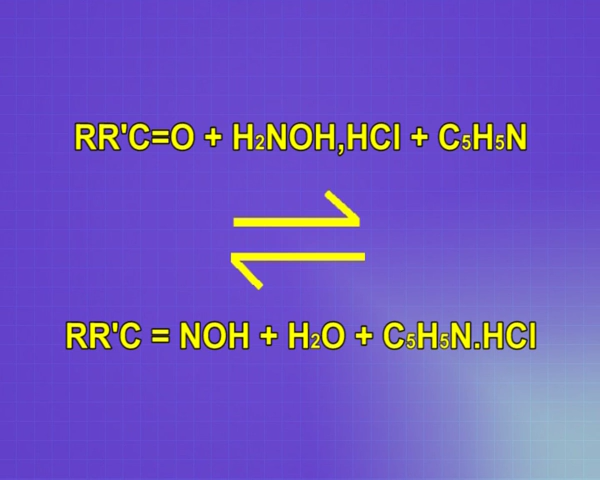 RR'C=O + H₂NOH,HCl + C₅H₅N
RR'C = NOH + H₂O + C₅H₅N.HCl